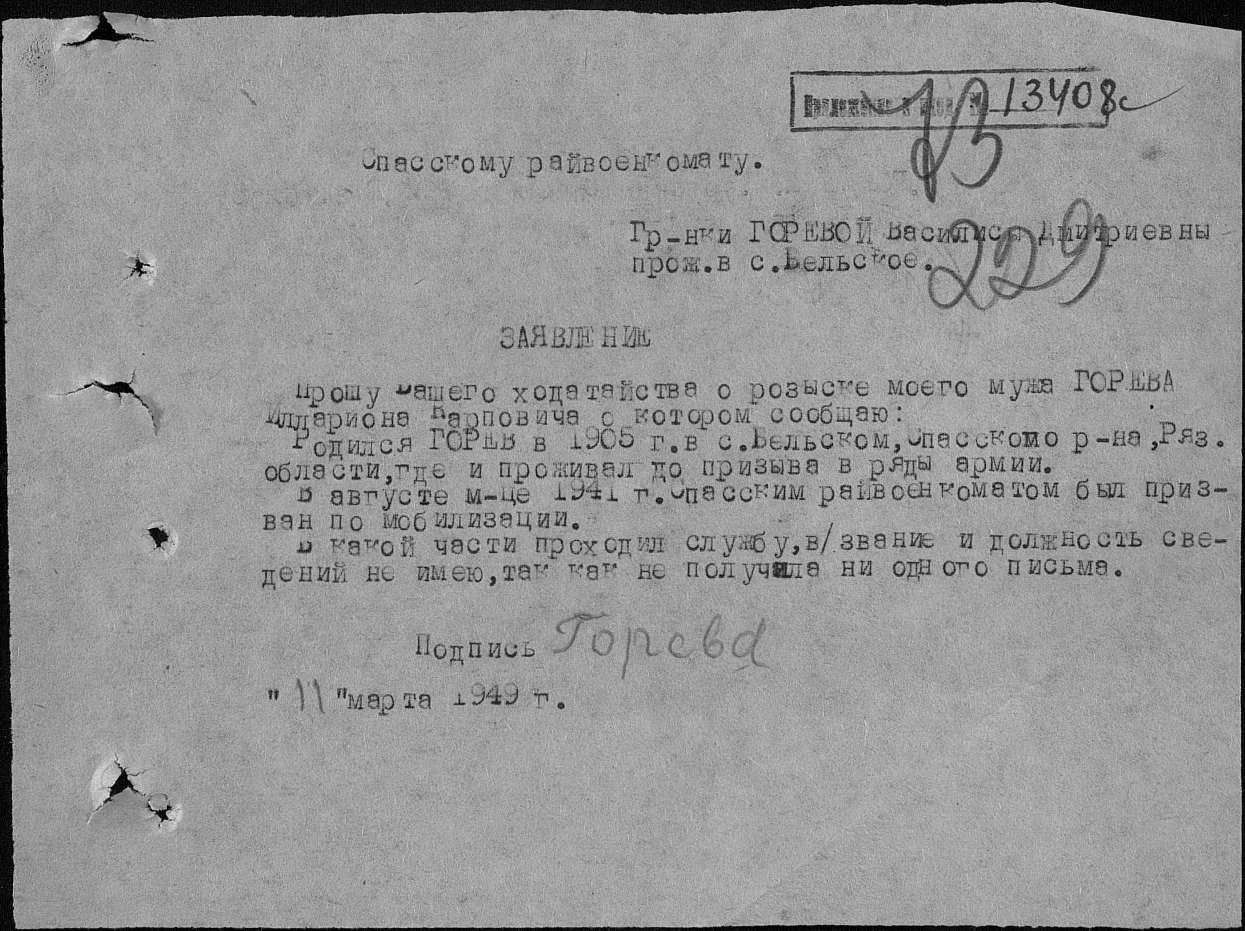 13408с
Спасскому райвоенкомату.
Гр-нки ГОРЕВОЙ Василисы Дмитриевны
229
прож.в с.Бельское.
ЗАЯВЛЕНИЕ
Прошу Вашего ходатайства о розыске моего мужа ГОРЕВА
Иллариона Карповича о котором сообщаю:
Родился ГОРЕВ в 1905 г.в с.Бельском,Спасского р-на,Ряз.
области,где и проживал до призыва в ряды армии.
В августе м-це 1941 г.Спасским райвоенкоматом был приз-
ван по мобилизации.
В какой части проходил службу,в/звание и должность све-
дений не имею,так как не получала ни одного письма.
Подпись Горева
" 11 "марта 1949 г.